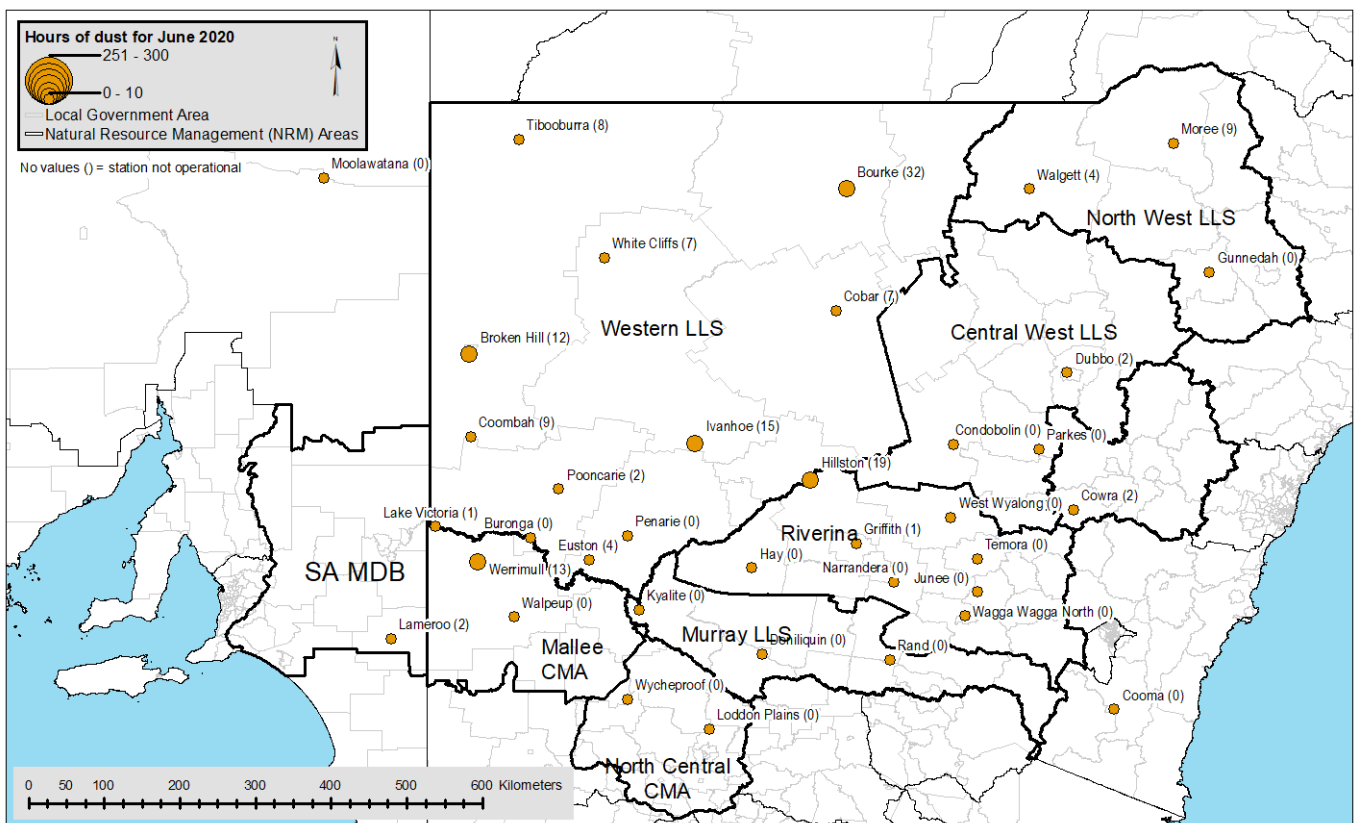 Hours of dust for June 2020
N
251 - 300
0 - 10
Local Government Area
Natural Resource Management (NRM) Areas
No values () = station not operational
Moolawatana (0)
Tibooburra (8)
Moree (9)
Bourke (32)
Walgett (4)
North West LLS
White Cliffs (7)
Gunnedah (0)
Cobar (7)
Western LLS
Central West LLS
Broken Hill (12)
Dubbo (2)
Coombah (9)
Ivanhoe (15)
Condobolin (0)
Parkes (0)
Hillston (19)
Pooncarie (2)
Cowra (2)
West Wyalong (0)
Lake Victoria (1)
Buronga (0)
Penarie (0)
Riverina
Griffith (1)
Euston (4)
Temora (0)
Hay (0)
SA MDB
Werrimull (13)
Narrandera (0)
Junee (0)
Walpeup (0)
Kyalite (0)
Wagga Wagga North (0)
Lameroo (2)
Murray LLS
Deniliquin (0)
Rand (0)
Mallee
CMA
Wycheproof (0)
Cooma (0)
Loddon Plains (0)
North Central
CMA
0 50 100 200 300 400 500 600 Kilometers